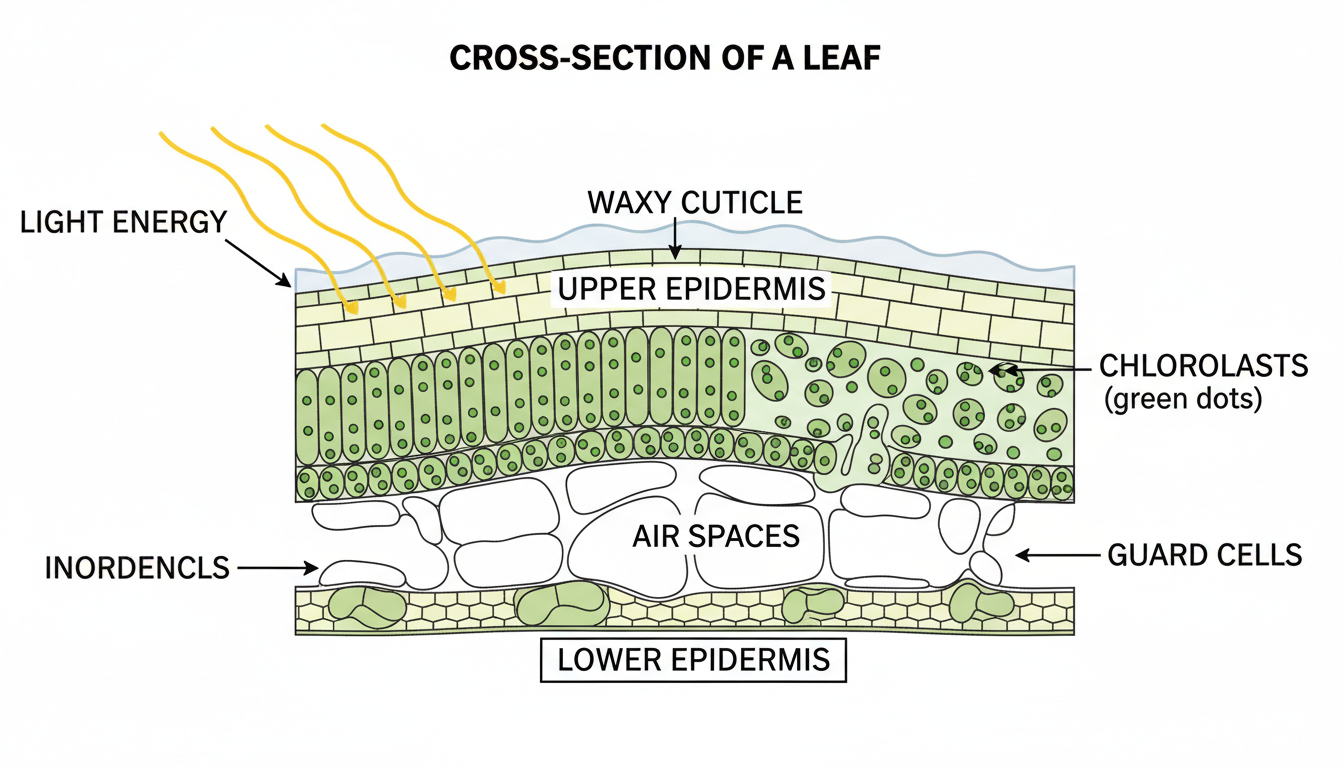 CROSS-SECTION OF A LEAF
LIGHT ENERGY
WAXY CUTICLE
UPPER EPIDERMIS
CHLOROLASTS
(green dots)
AIR SPACES
INORDENCLS
GUARD CELLS
LOWER EPIDERMIS